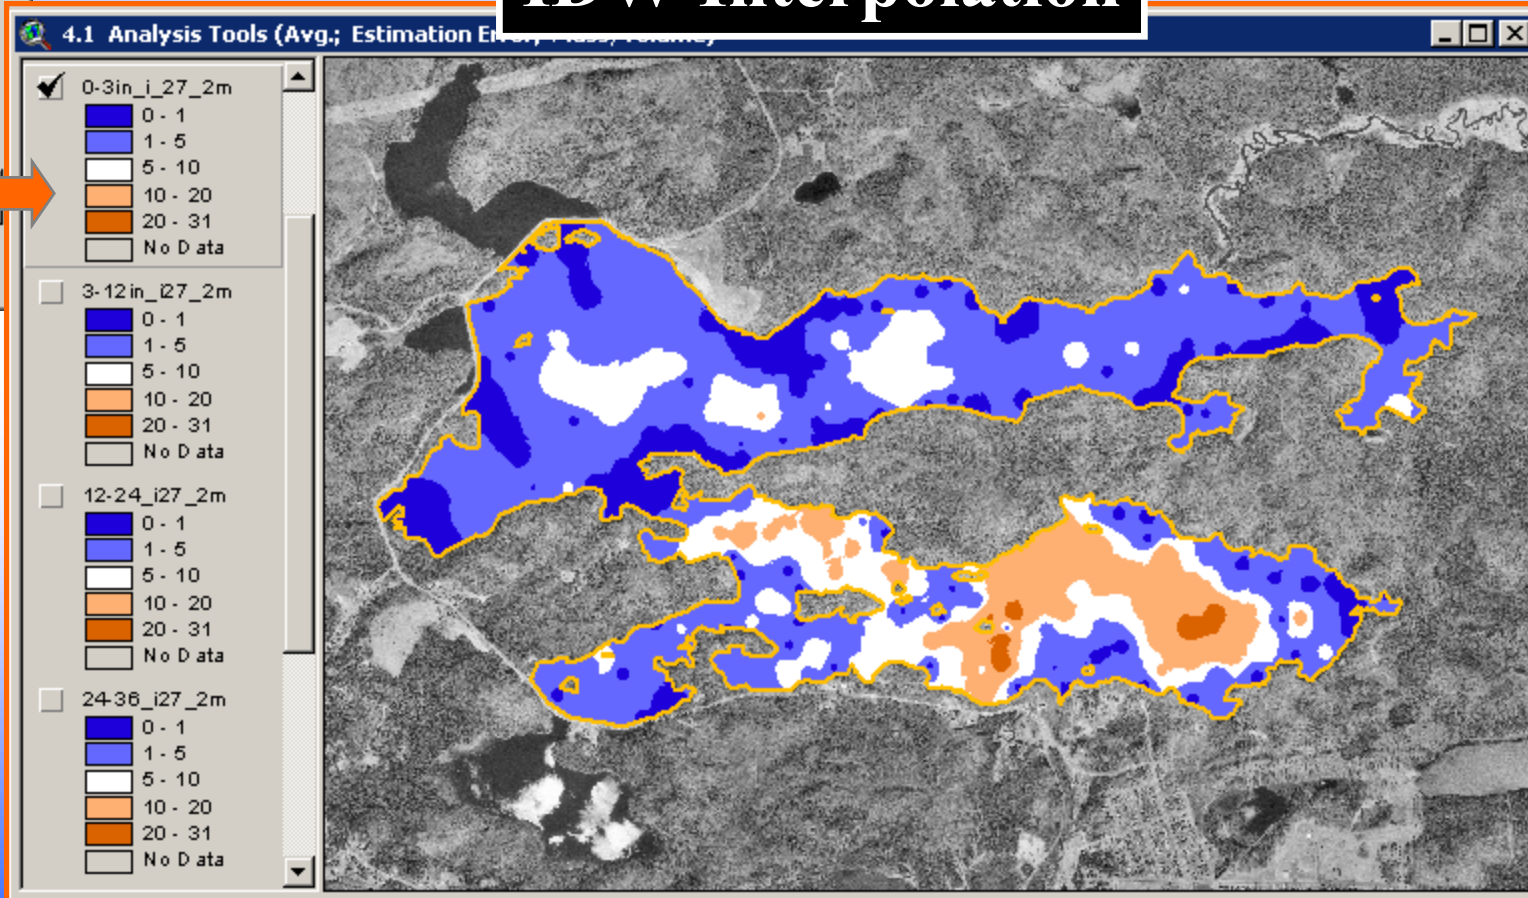 IDW Interpolation
4.1 Analysis Tools (Avg.; Estimation
0-3in_i_27_2m
0 - 1
1 - 5
5 - 10
10 - 20
20 - 31
No Data
3-12in_i27_2m
0 - 1
1 - 5
5 - 10
10 - 20
20 - 31
No Data
12-24_i27_2m
0 - 1
1 - 5
5 - 10
10 - 20
20 - 31
No Data
24-36_i27_2m
0 - 1
1 - 5
5 - 10
10 - 20
20 - 31
No Data